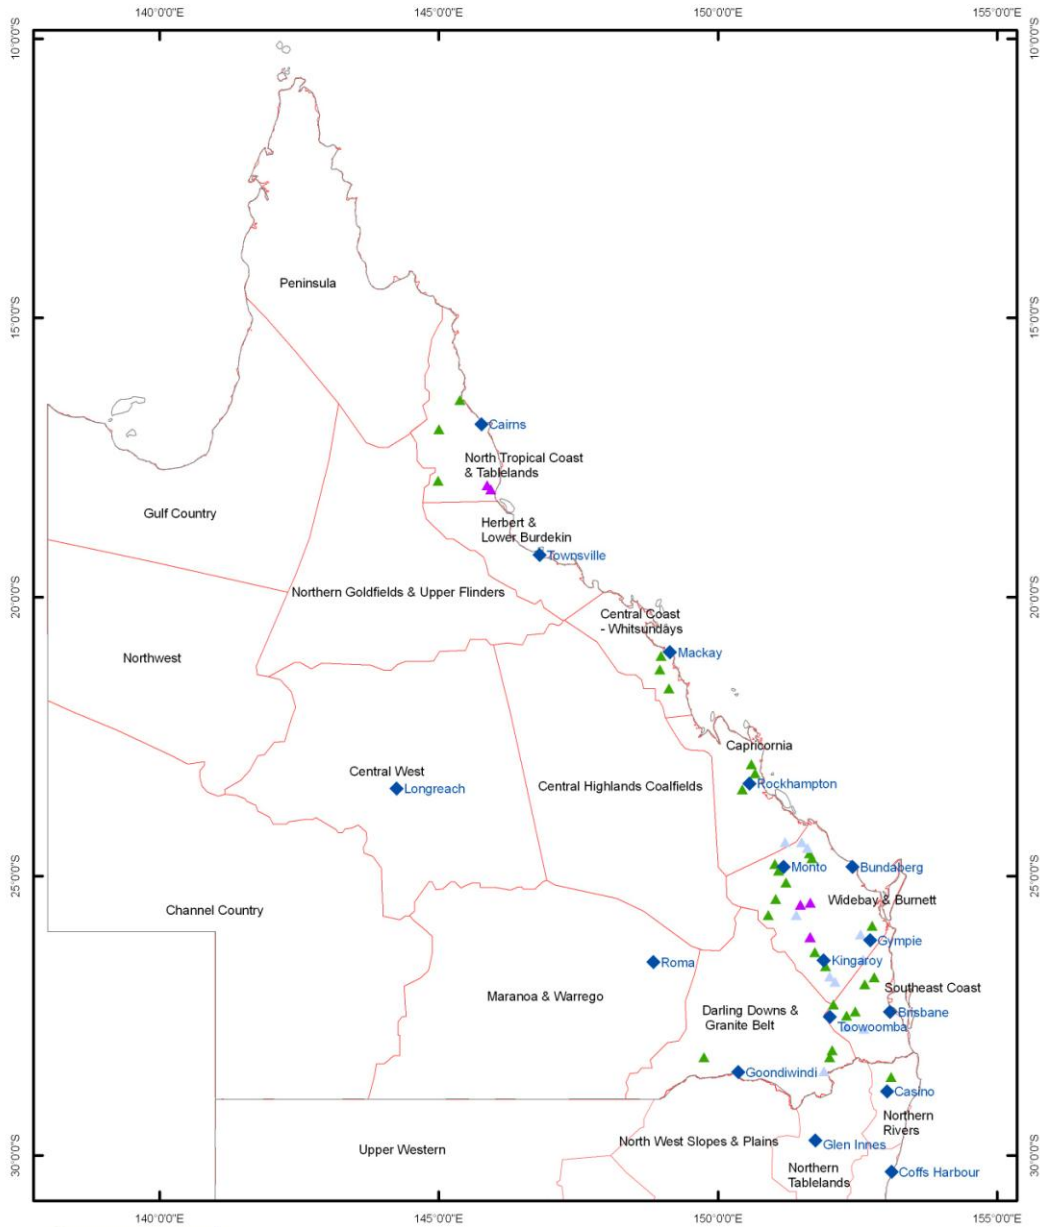 140°0'0"E 145°0'0"E 150°0'0"E 155°0'0"E
10°0'0"S 10°0'0"S
Peninsula
15°0'0"S 15°0'0"S
Cairns
North Tropical Coast
& Tablelands
Gulf Country
Herbert &
Lower Burdekin
Townsville
Northern Goldfields & Upper Flinders
20°0'0"S 20°0'0"S
Central Coast
- Whitsundays
Northwest
Mackay
Capricornia
Central West
Longreach
Central Highlands Coalfields
Rockhampton
Monto
Bundaberg
25°0'0"S 25°0'0"S
Widebay & Burnett
Channel Country
Gympie
Roma
Kingaroy
Southeast Coast
Maranoa & Warrego
Darling Downs &
Granite Belt
Brisbane
Toowoomba
Goondiwindi
Casino
Northern
Rivers
Upper Western
North West Slopes & Plains
Glen Innes
30°0'0"S 30°0'0"S
Northern
Tablelands
Coffs Harbour
140°0'0"E 145°0'0"E 150°0'0"E 155°0'0"E